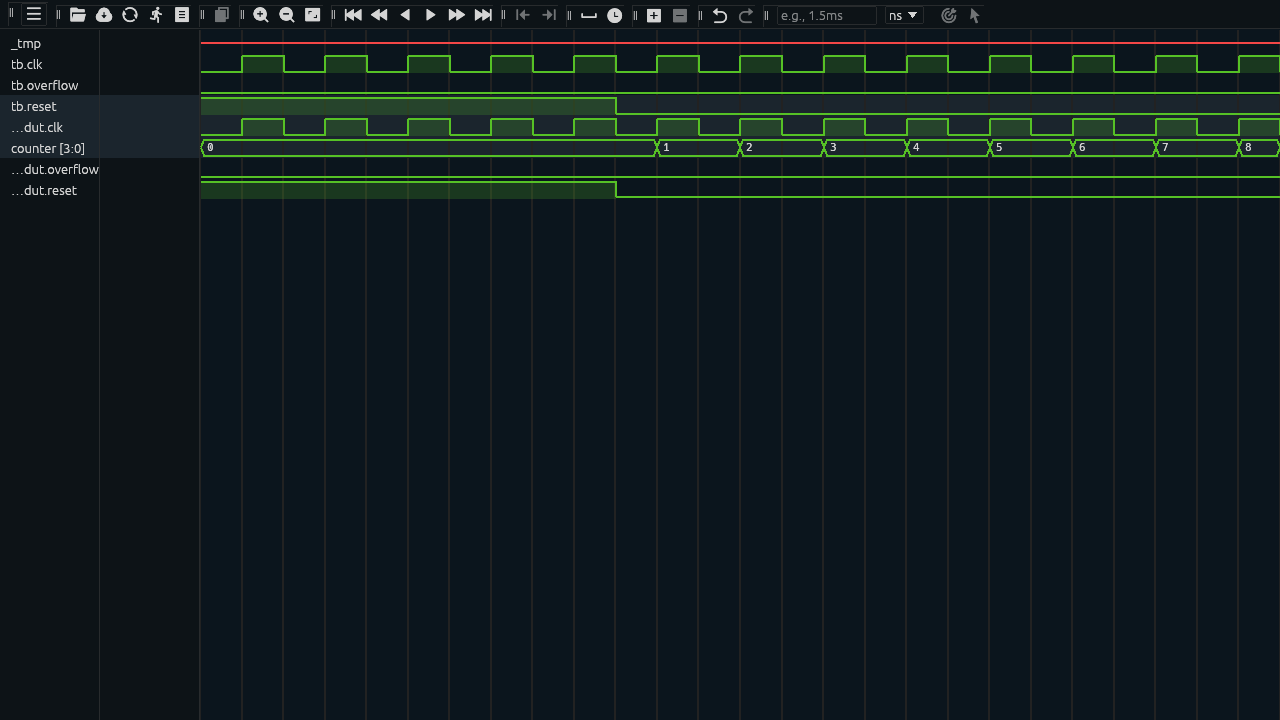 e.g., 1.5ms ns
_tmp
tb.clk
tb.overflow
tb.reset
…dut.clk
counter [3:0] 0 1 2 3 4 5 6 7 8
…dut.overflow
…dut.reset